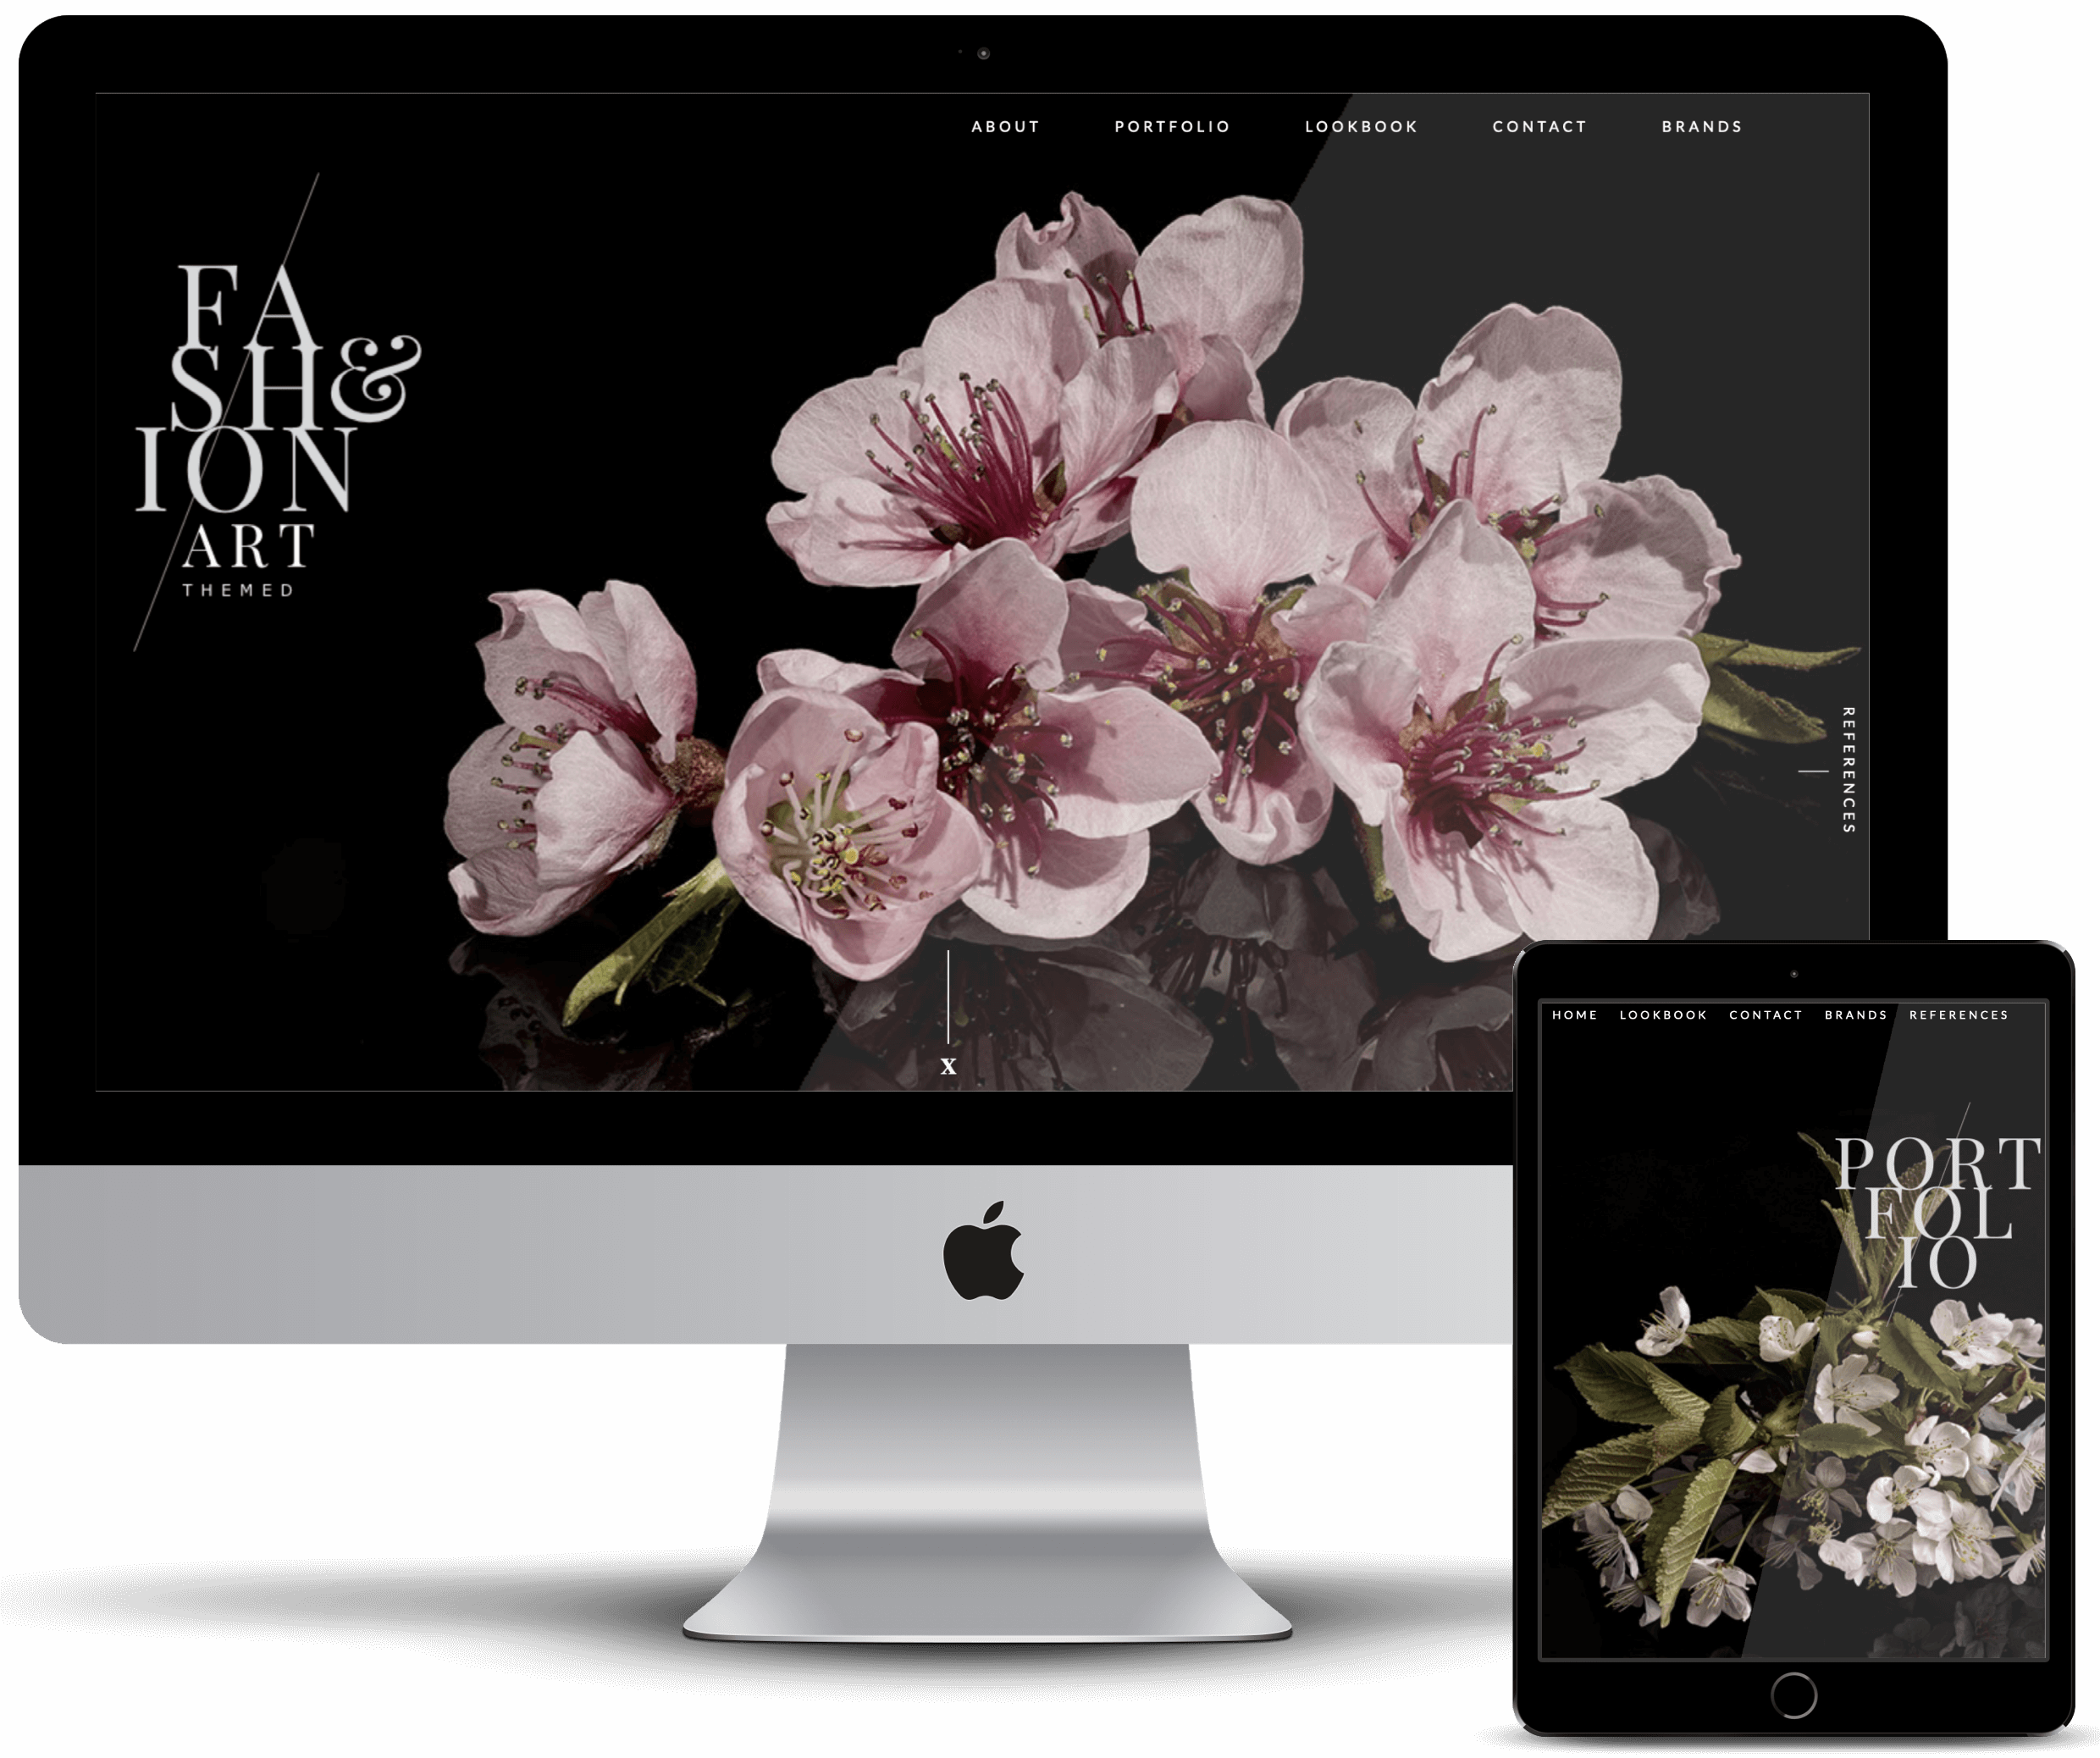 ABOUT PORTFOLIO LOOKBOOK CONTACT BRANDS
FA
SH&
ION
ART
THEMED
REFERENCES
x
HOME LOOKBOOK CONTACT BRANDS REFERENCES
PORT
FOL
IO